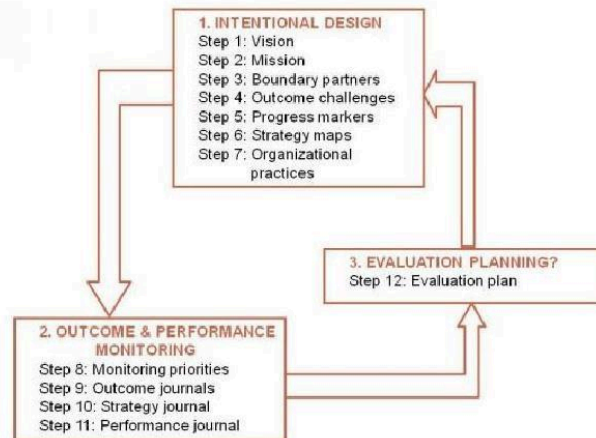 1. INTENTIONAL DESIGN
Step 1: Vision
Step 2: Mission
Step 3: Boundary partners
Step 4: Outcome challenges
Step 5: Progress markers
Step 6: Strategy maps
Step 7: Organizational
practices
3. EVALUATION PLANNING?
Step 12: Evaluation plan
2. OUTCOME & PERFORMANCE
MONITORING
Step 8: Monitoring priorities
Step 9: Outcome journals
Step 10: Strategy journal
Step 11: Performance journal